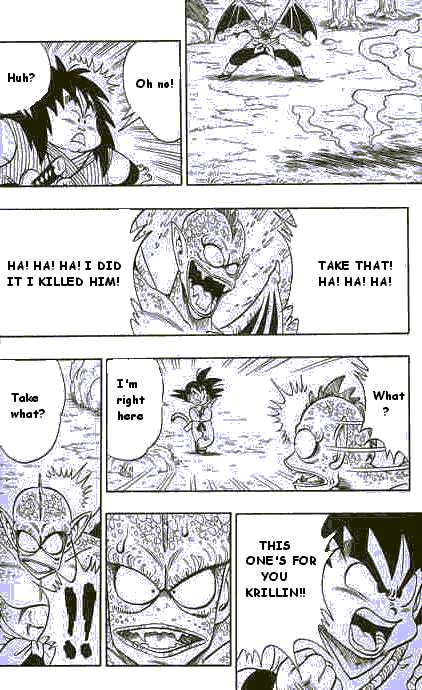 Oh no!
Huh?
TAKE THAT!
HA! HA! HA!
HA! HA! HA! I DID
IT I KILLED HIM!
What
?
I'm
right
here
Take
what?
!!
THIS
ONE'S FOR
YOU
KRILLIN!!